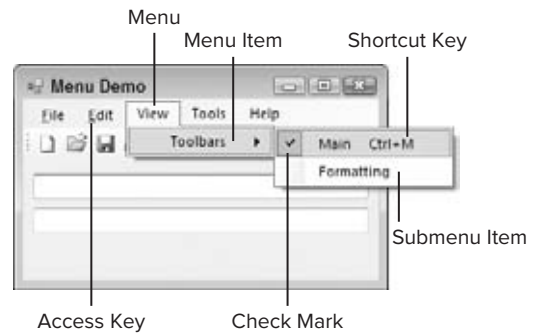 Menu
Menu Item
Shortcut Key
Menu Demo
File Edit View Tools Help
Toolbars
Main Ctrl+M
Formatting
Submenu Item
Access Key
Check Mark